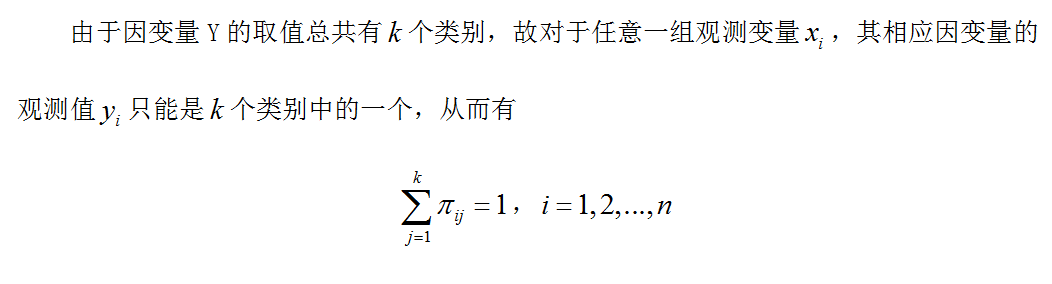 由于因变量 Y 的取值总共有 k 个类别，故对于任意一组观测变量 x_i ，其相应因变量的
观测值 y_i 只能是 k 个类别中的一个，从而有
\sum_{j=1}^{k} \pi_{ij} = 1，i = 1,2,...,n